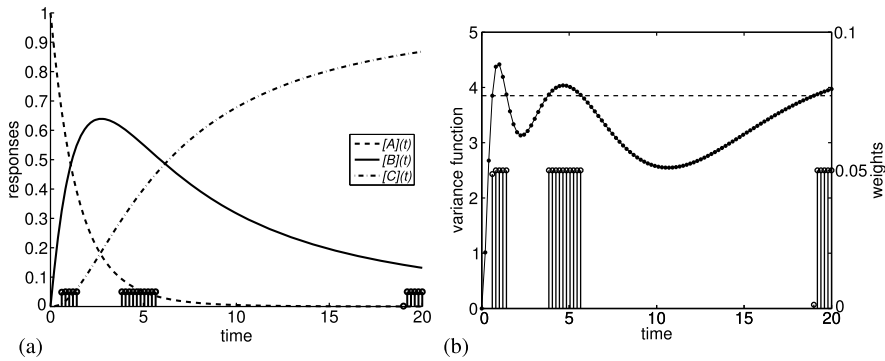 1
0.9
0.8
0.7
0.6
0.5
0.4
0.3
0.2
0.1
0
responses
0 5 10 15 20
time
[A](t)
[B](t)
[C](t)
(a)
5
4
3
2
1
0
variance function
0 5 10 15 20
time
0.1
0.05
0
weights
(b)